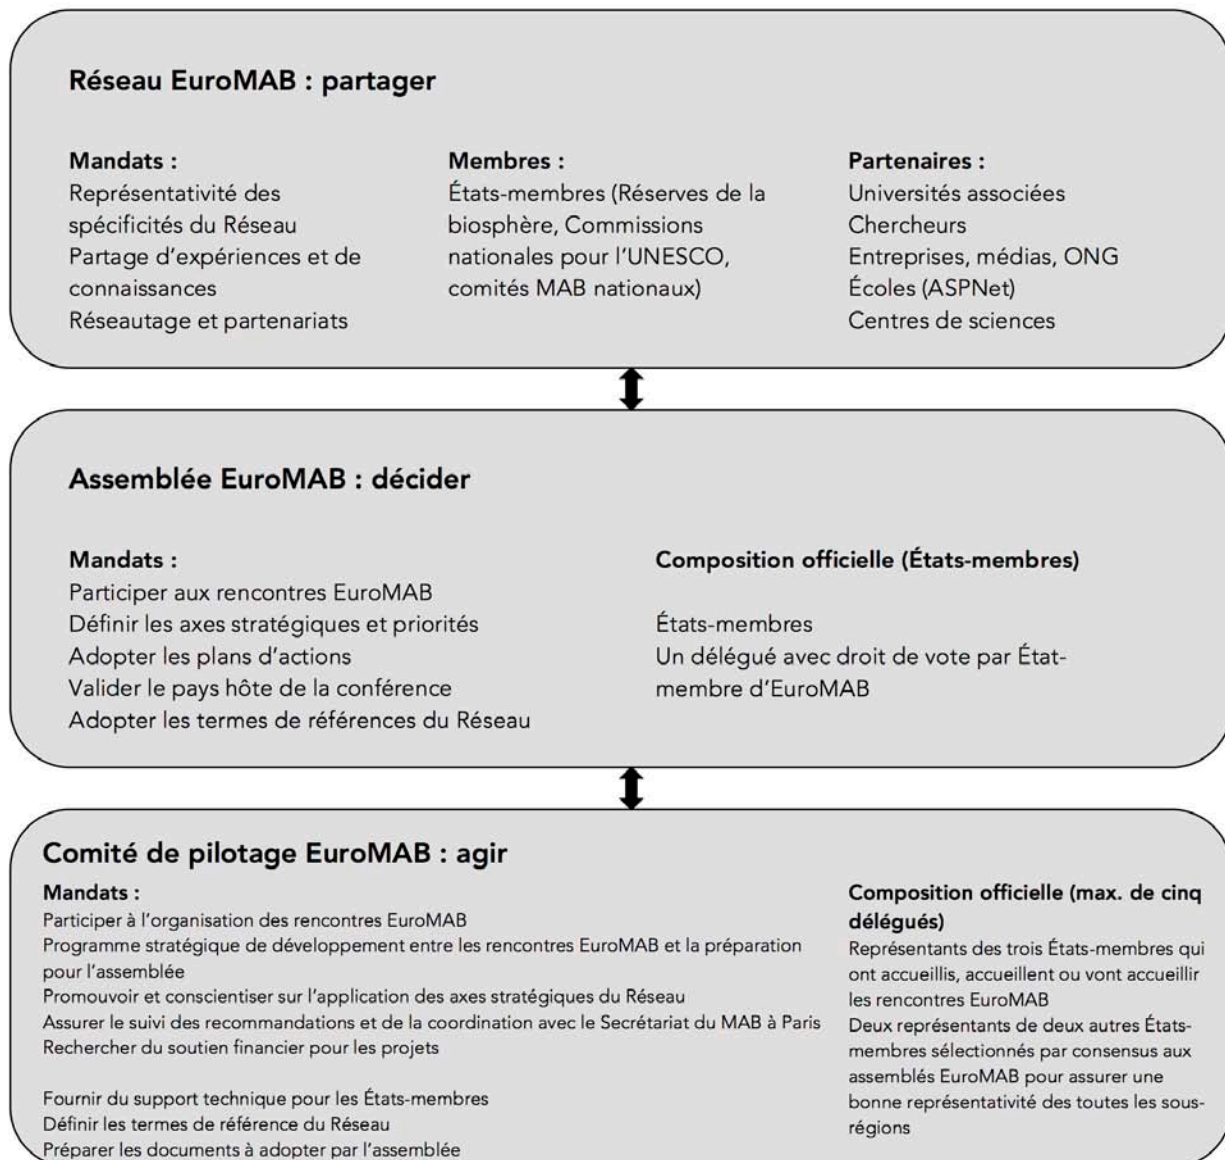 Réseau EuroMAB : partager
Mandats :
Représentativité des
spécificités du Réseau
Partage d'expériences et de
connaissances
Réseautage et partenariats
Membres :
États-membres (Réserves de la
biosphère, Commissions
nationales pour l'UNESCO,
comités MAB nationaux)
Partenaires :
Universités associées
Chercheurs
Entreprises, médias, ONG
Écoles (ASPNet)
Centres de sciences
Assemblée EuroMAB : décider
Mandats :
Participer aux rencontres EuroMAB
Définir les axes stratégiques et priorités
Adopter les plans d'actions
Valider le pays hôte de la conférence
Adopter les termes de références du Réseau
Composition officielle (États-membres)
États-membres
Un délégué avec droit de vote par État-
membre d'EuroMAB
Comité de pilotage EuroMAB : agir
Mandats :
Participer à l'organisation des rencontres EuroMAB
Programme stratégique de développement entre les rencontres EuroMAB et la préparation
pour l'assemblée
Promouvoir et conscientiser sur l'application des axes stratégiques du Réseau
Assurer le suivi des recommandations et de la coordination avec le Secrétariat du MAB à Paris
Rechercher du soutien financier pour les projets
Fournir du support technique pour les États-membres
Définir les termes de référence du Réseau
Préparer les documents à adopter par l'assemblée
Composition officielle (max. de cinq
délégués)
Représentants des trois États-membres qui
ont accueillis, accueillent ou vont accueillir
les rencontres EuroMAB
Deux représentants de deux autres États-
membres sélectionnés par consensus aux
assemblés EuroMAB pour assurer une
bonne représentativité des toutes les sous-
régions